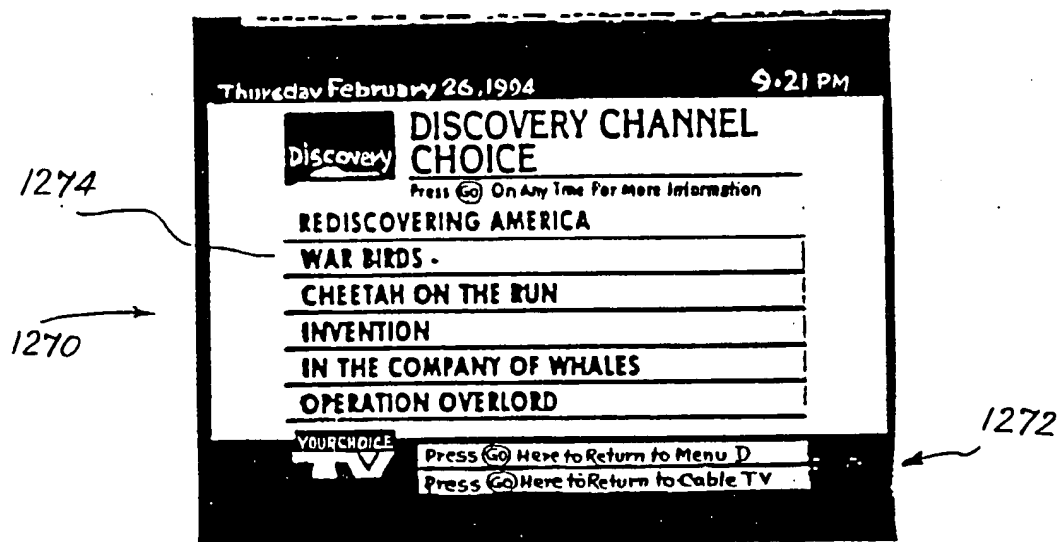 Thursday February 26, 1994 9:21 PM
Discovery
DISCOVERY CHANNEL
CHOICE
Press Go On Any Time For More Information
1274
REDISCOVERING AMERICA
WAR BIRDS
CHEETAH ON THE RUN
1270
INVENTION
IN THE COMPANY OF WHALES
OPERATION OVERLORD
1272
YOUR CHOICE
TV
Press Go Here to Return to Menu D
Press Go Here to Return to Cable TV